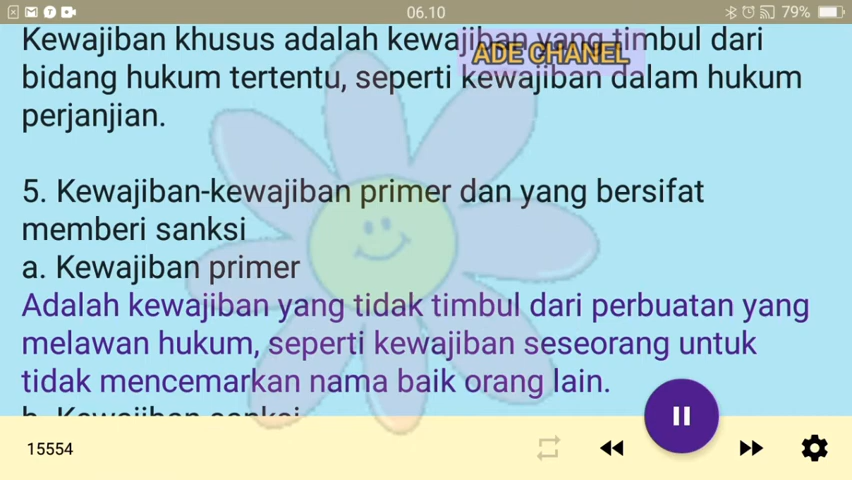 06.10
79%
Kewajiban khusus adalah kewajiban yang timbul dari
ADE CHANEL
bidang hukum tertentu, seperti kewajiban dalam hukum
perjanjian.
5. Kewajiban-kewajiban primer dan yang bersifat
memberi sanksi
a. Kewajiban primer
Adalah kewajiban yang tidak timbul dari perbuatan yang
melawan hukum, seperti kewajiban seseorang untuk
tidak mencemarkan nama baik orang lain.
b. Kewajiban sanksi
15554